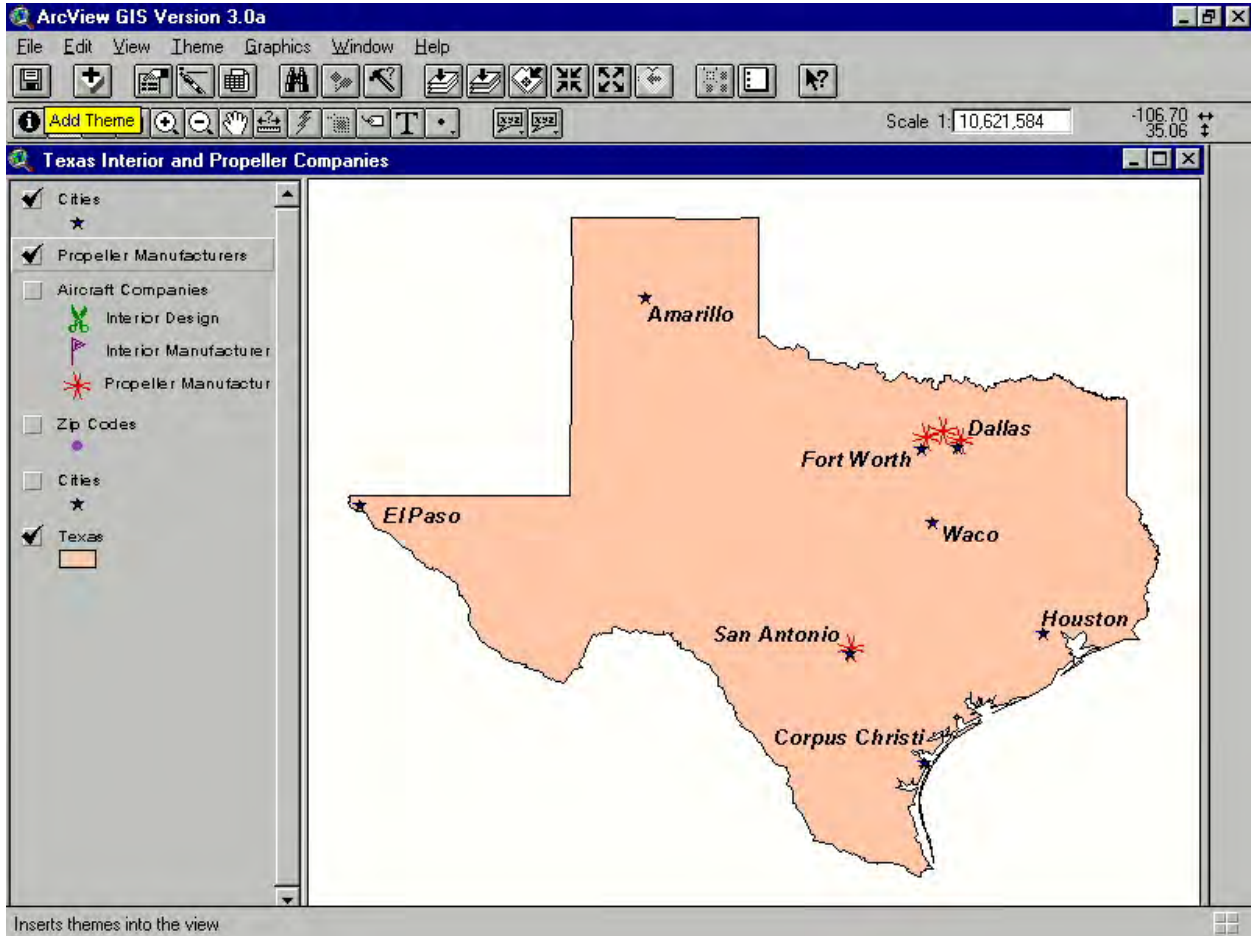 ArcView GIS Version 3.0a
File Edit View Theme Graphics Window Help
Add Theme
T
xyz xyz
Scale 1: 10,621,584
-106.70
35.06
Texas Interior and Propeller Companies
Cities
Propeller Manufacturers
Aircraft Companies
Interior Design
Interior Manufacturer
Propeller Manufactur
Zip Codes
Cities
Texas
Amarillo
Dallas
Fort Worth
El Paso
Waco
Houston
San Antonio
Corpus Christi
Inserts themes into the view